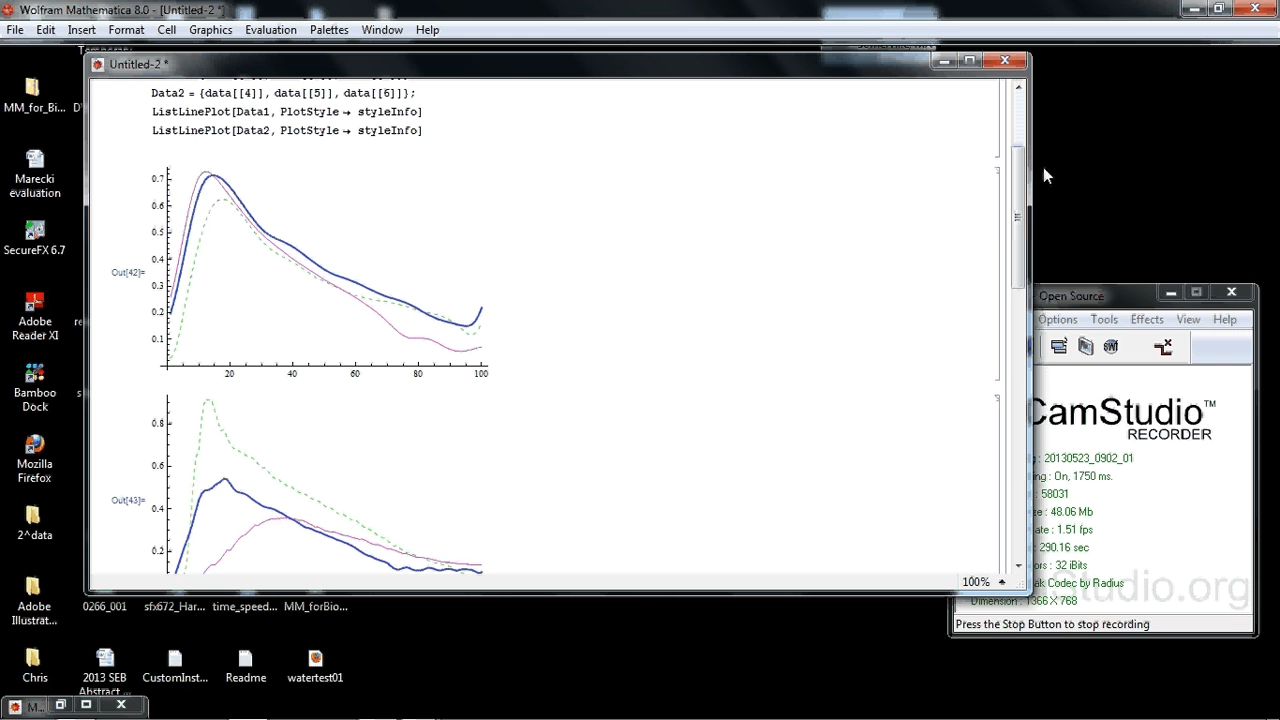 Wolfram Mathematica 8.0 - [Untitled-2 *]
File Edit Insert Format Cell Graphics Evaluation Palettes Window Help
Untitled-2 *
Data2 = {data[[4]], data[[5]], data[[6]]};
ListLinePlot[Data1, PlotStyle → styleInfo]
ListLinePlot[Data2, PlotStyle → styleInfo]
Out[42]=
0.7
0.6
0.5
0.4
0.3
0.2
0.1
20 40 60 80 100
Out[43]=
0.8
0.6
0.4
0.2
100%
MM_for_Bi...
Marecki
evaluation
SecureFX 6.7
Adobe
Reader XI
Bamboo
Dock
Mozilla
Firefox
2^data
Adobe
Illustrat...
0266_001
sfx672_Har...
time_speed...
MM_forBio...
Chris
2013 SEB
Abstract ...
CustomInst...
Readme
watertest01
M...
Open Source
Options Tools Effects View Help
CamStudio™
RECORDER
: 20130523_0902_01
: On, 1750 ms.
: 58031
: 48.06 Mb
: 1.51 fps
: 290.16 sec
: 32 iBits
ak Codec by Radius
Dimension : 1366 X 768
Studio.org
Press the Stop Button to stop recording